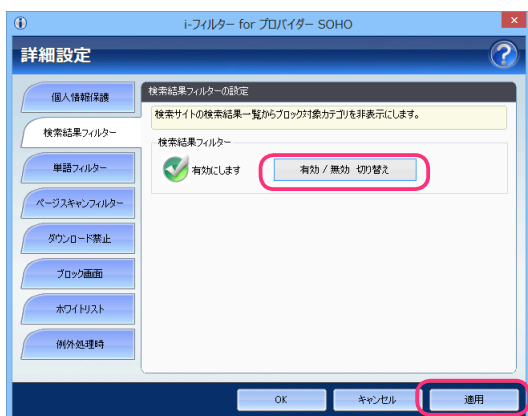 i-フィルター for プロバイダー SOHO
詳細設定
個人情報保護
検索結果フィルター
単語フィルター
ページスキャンフィルター
ダウンロード禁止
ブロック画面
ホワイトリスト
例外処理時
検索結果フィルターの設定
検索サイトの検索結果一覧からブロック対象カテゴリを非表示にします。
検索結果フィルター
有効にします
有効 / 無効 切り替え
OK
キャンセル
適用